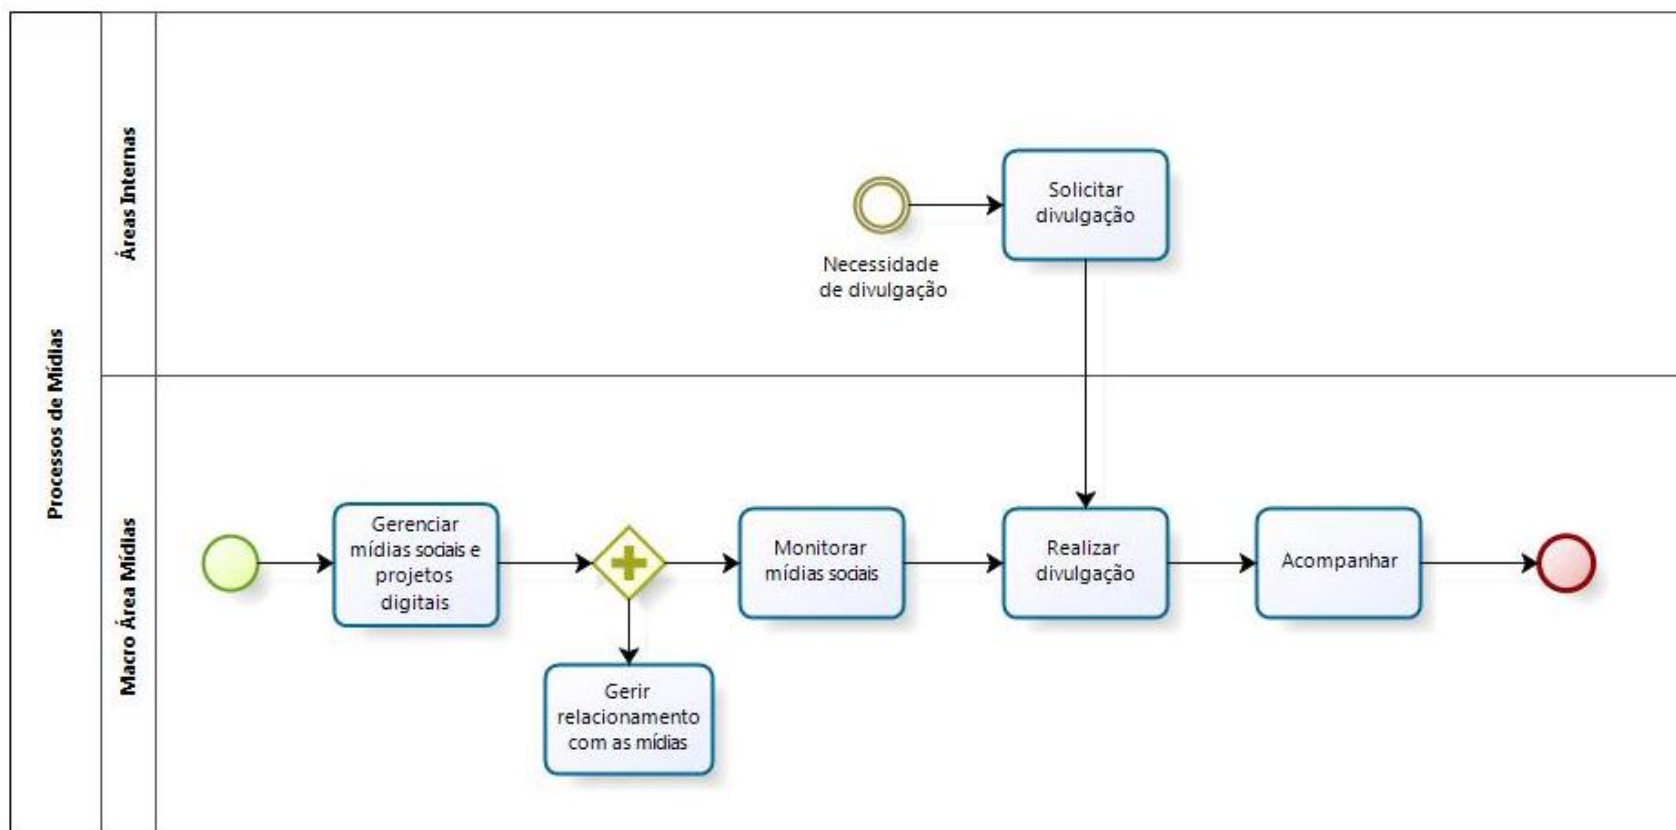 Processos de Mídias
Áreas Internas
Solicitar
divulgação
Necessidade
de divulgação
Macro Área Mídias
Gerenciar
mídias sociais e
projetos
digitais
Monitorar
mídias sociais
Realizar
divulgação
Acompanhar
Gerir
relacionamento
com as mídias